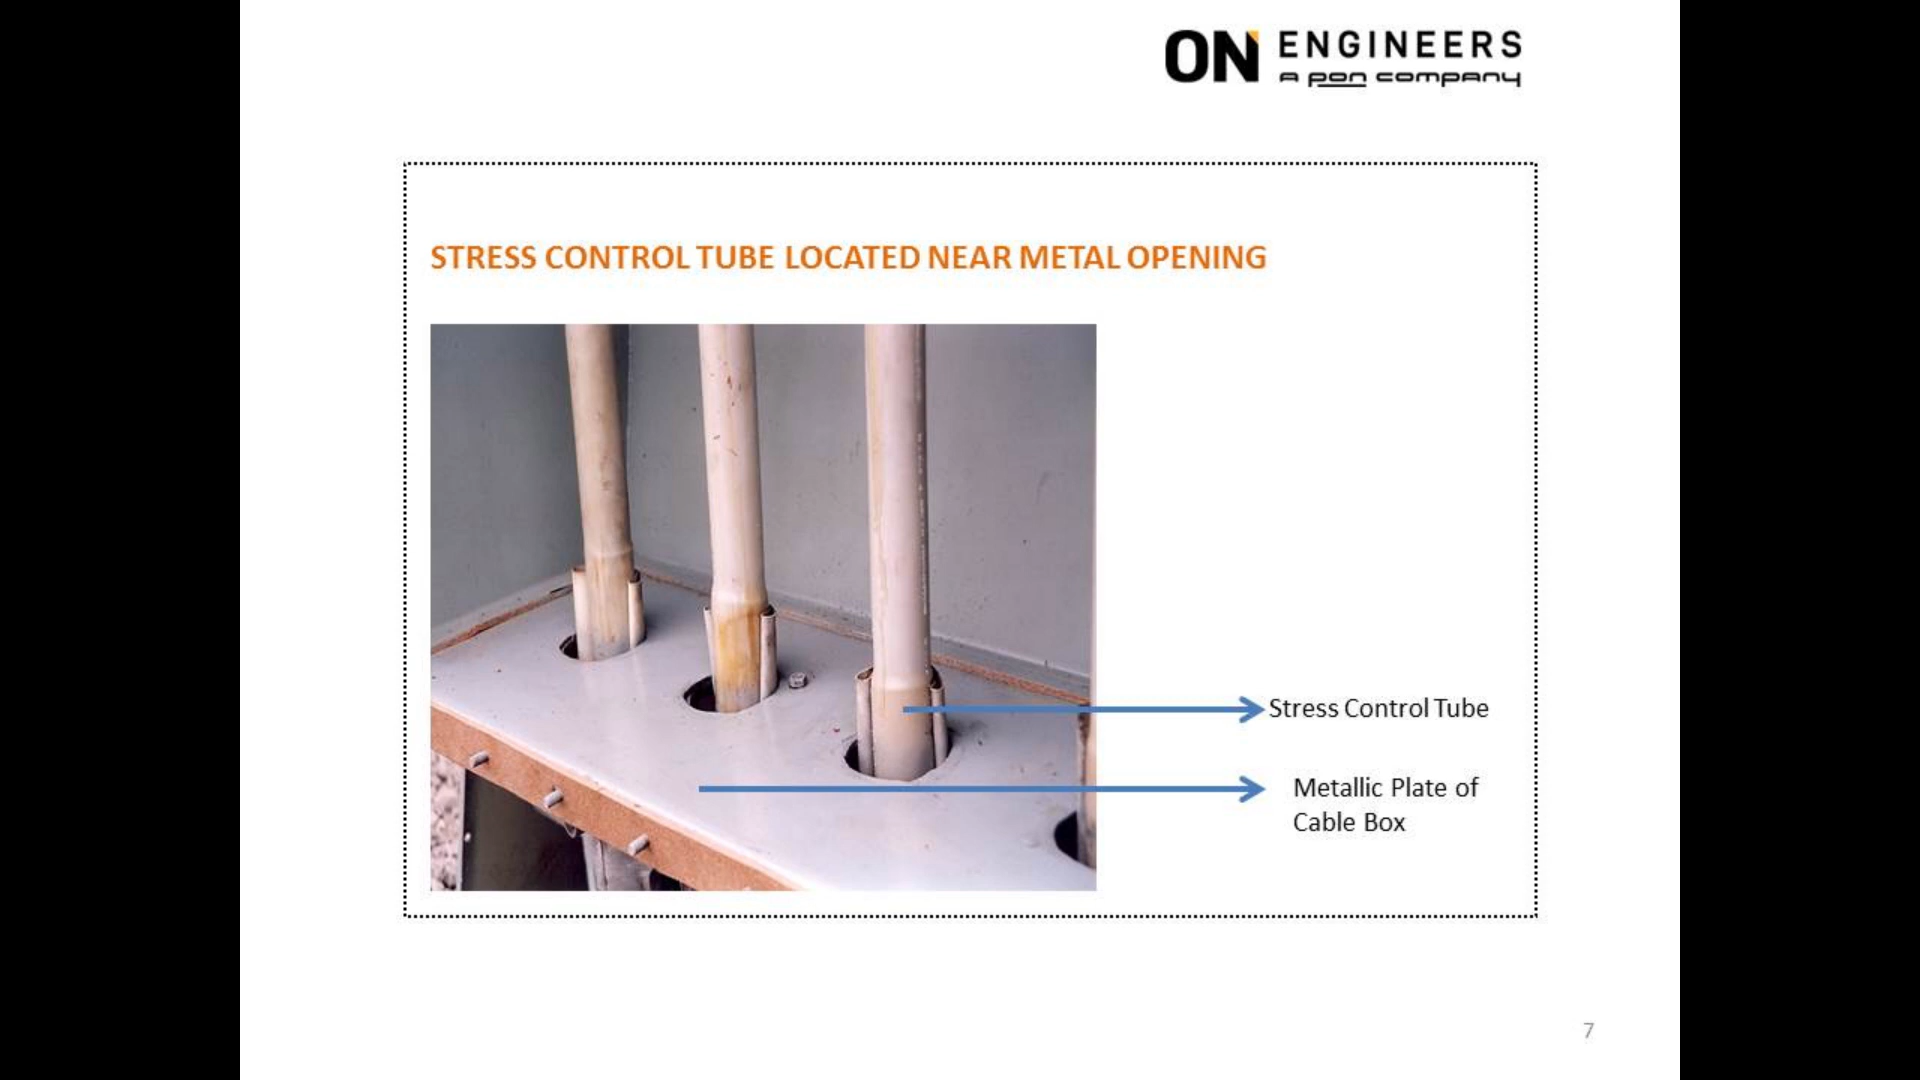 ON ENGINEERS
A pon company
STRESS CONTROL TUBE LOCATED NEAR METAL OPENING
Stress Control Tube
Metallic Plate of
Cable Box
7